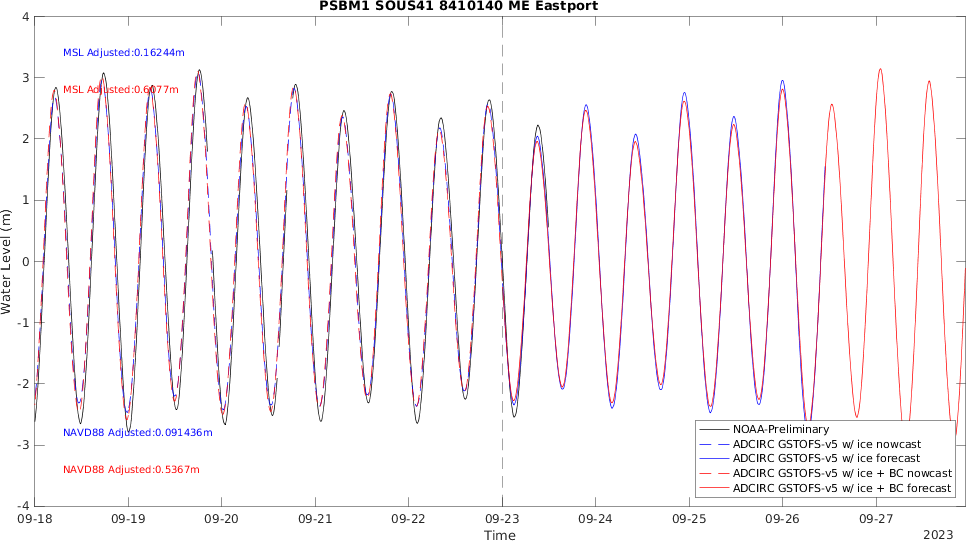 PSBM1 SOUS41 8410140 ME Eastport
4
MSL Adjusted:0.16244m
3
MSL Adjusted:0.6077m
2
1
0
-1
-2
NAVD88 Adjusted:0.091436m
-3
NAVD88 Adjusted:0.5367m
-4
Water Level (m)
NOAA-Preliminary
ADCIRC GSTOFS-v5 w/ ice nowcast
ADCIRC GSTOFS-v5 w/ ice forecast
ADCIRC GSTOFS-v5 w/ ice + BC nowcast
ADCIRC GSTOFS-v5 w/ ice + BC forecast
09-18 09-19 09-20 09-21 09-22 09-23 09-24 09-25 09-26 09-27
Time
2023